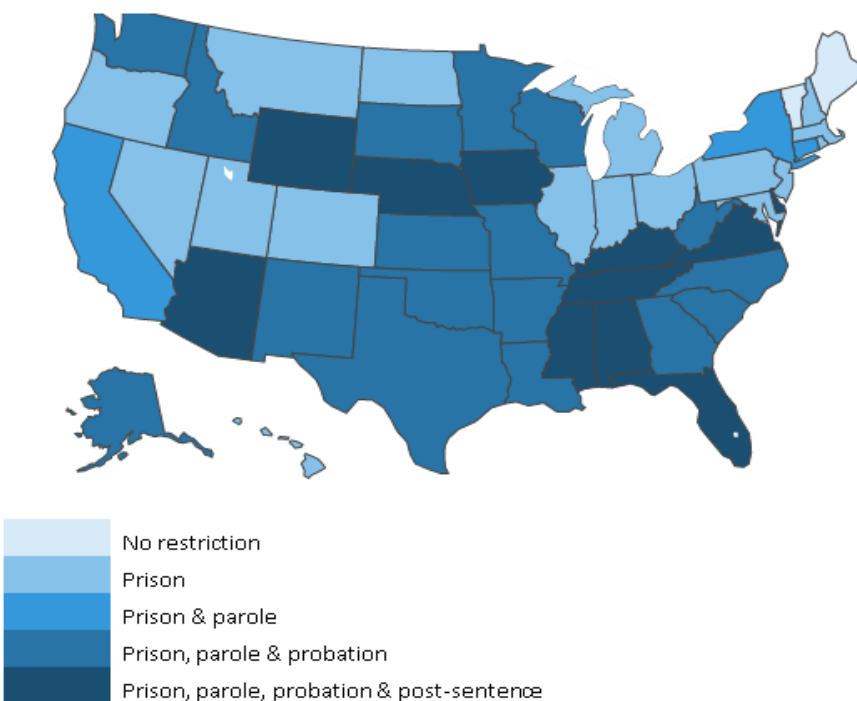 No restriction
Prison
Prison & parole
Prison, parole & probation
Prison, parole, probation & post-sentence